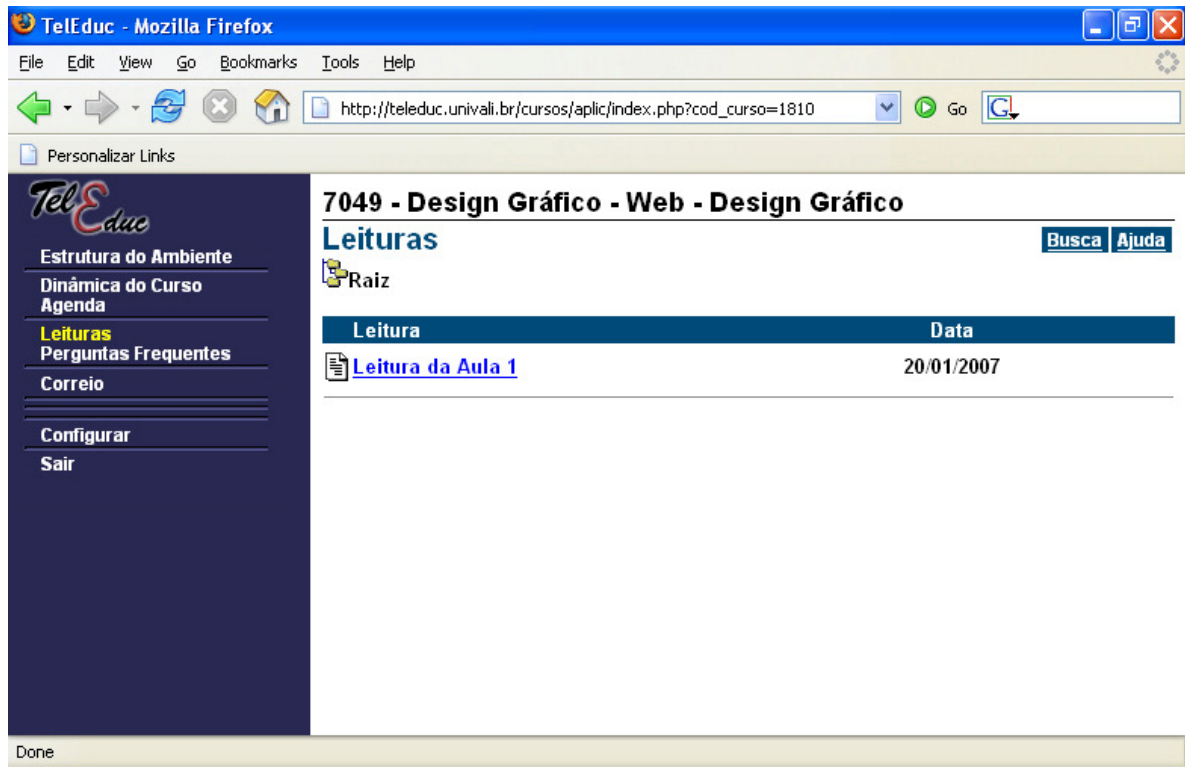 TelEduc - Mozilla Firefox
File Edit View Go Bookmarks Tools Help
http://teleduc.univali.br/cursos/aplic/index.php?cod_curso=1810 Go G
Personalizar Links
TelEduc
Estrutura do Ambiente
Dinâmica do Curso
Agenda
Leituras
Perguntas Frequentes
Correio
Configurar
Sair
7049 - Design Gráfico - Web - Design Gráfico
Leituras Busca Ajuda
Raiz
Leitura Data
Leitura da Aula 1 20/01/2007
Done